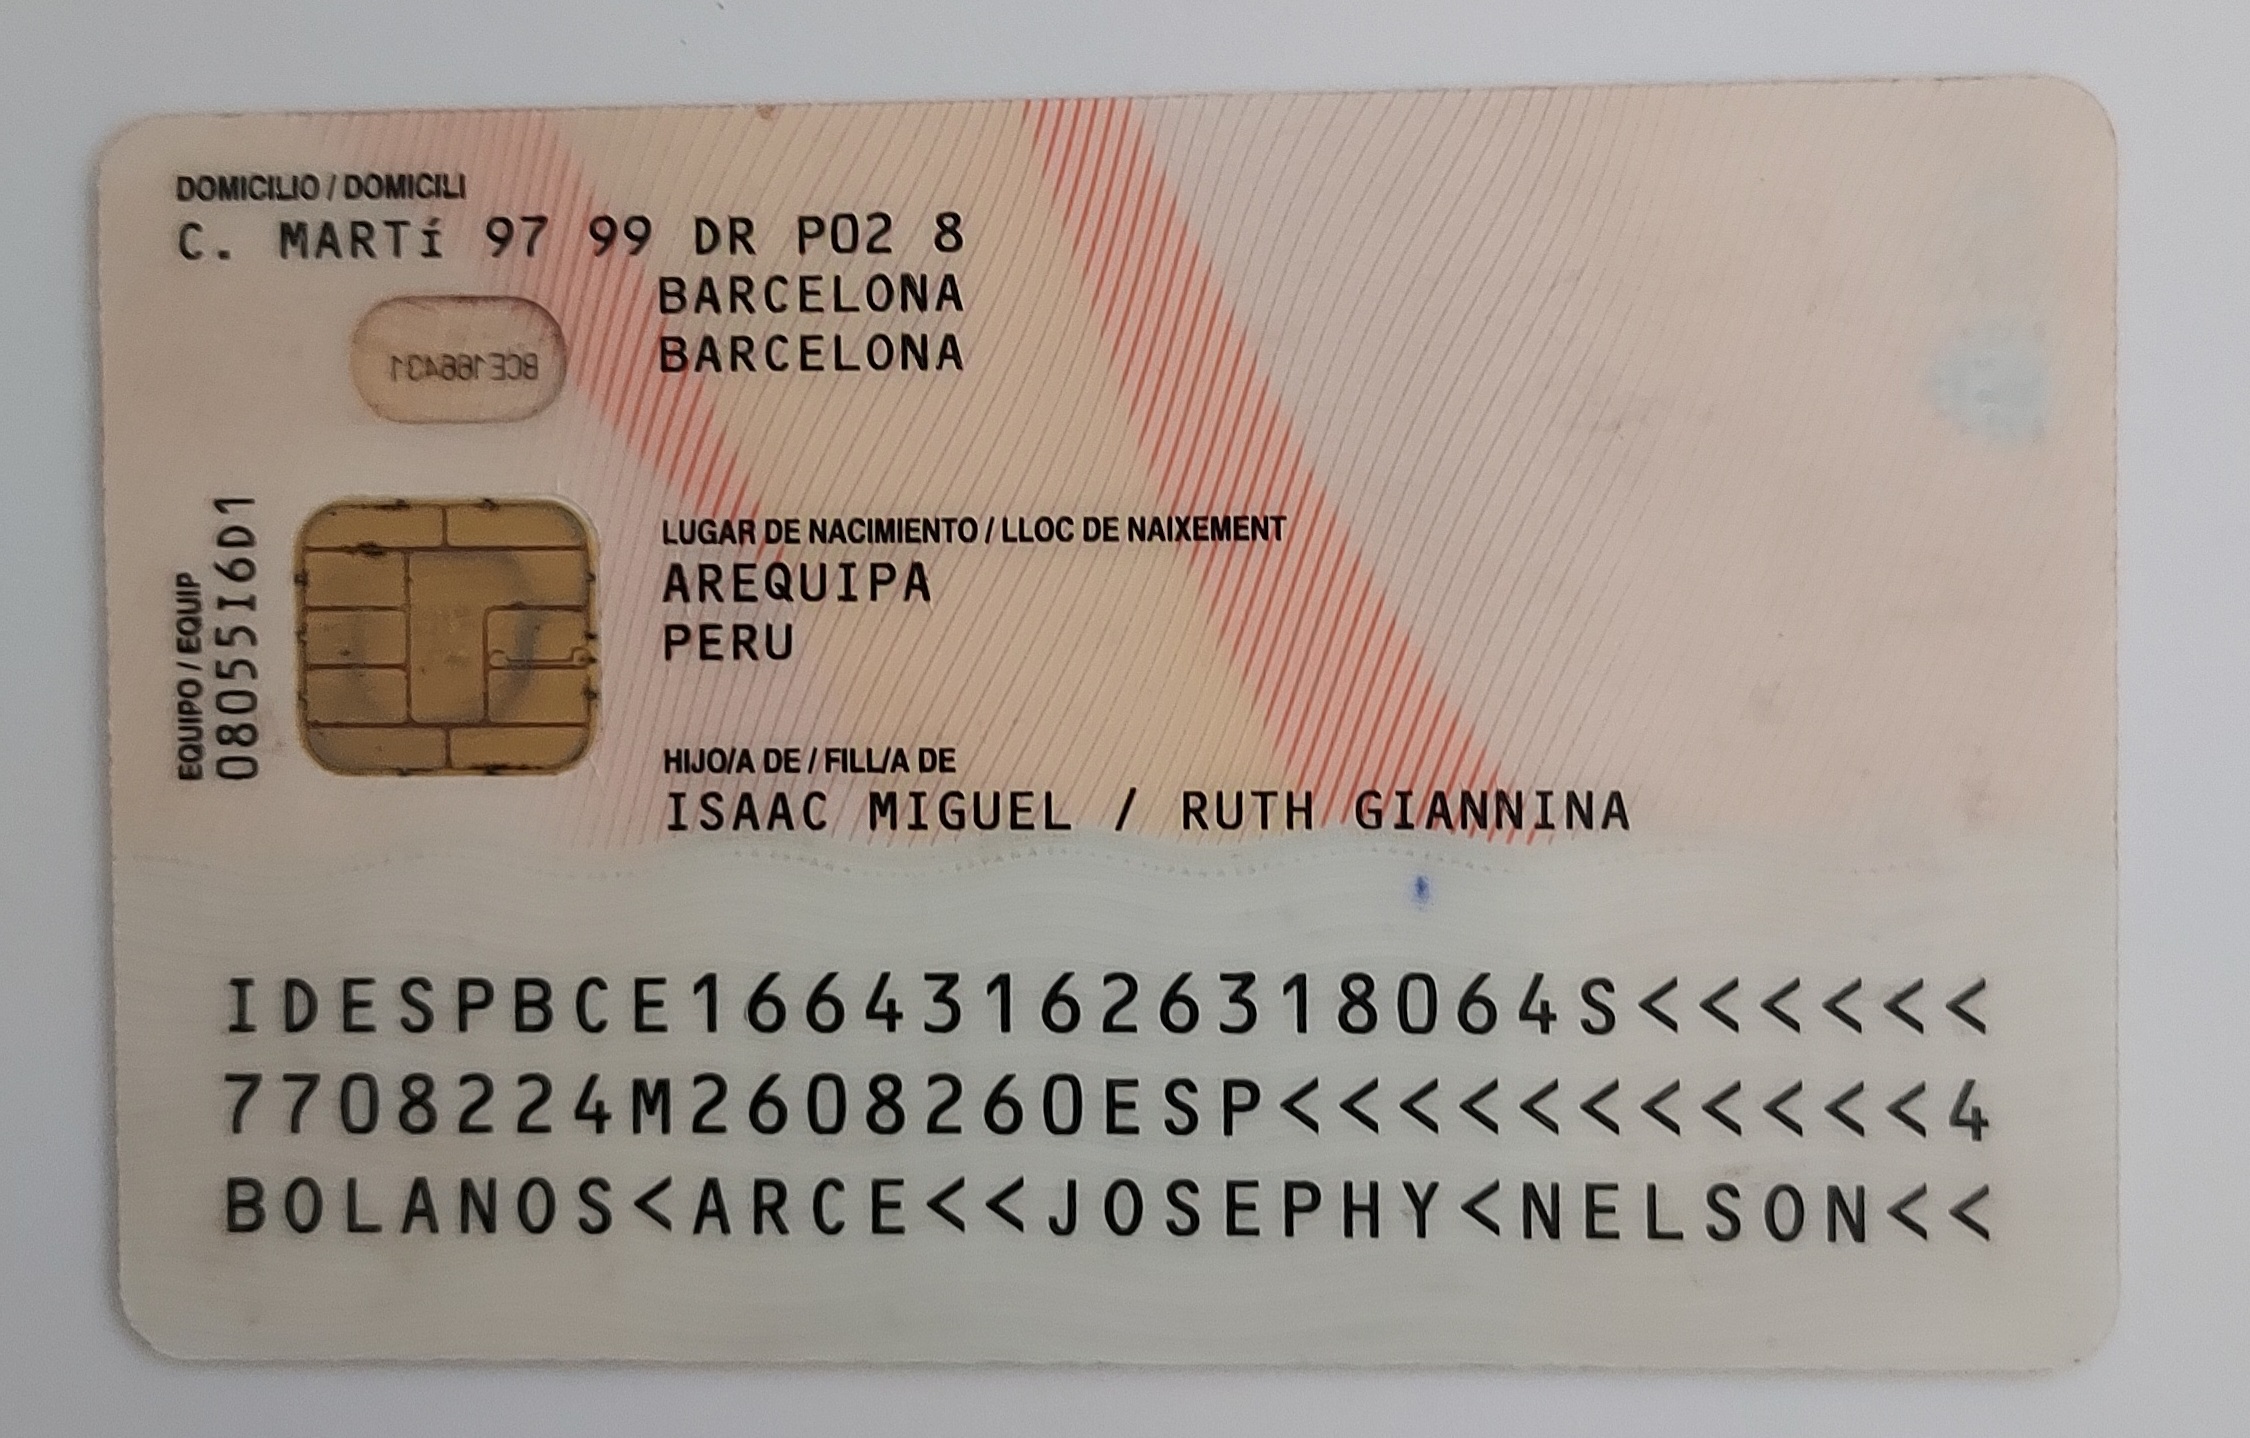 DOMICILIO / DOMICILI
C. MARTí 97 99 DR P02 8
BARCELONA
BARCELONA
BCE166431
EQUIPO / EQUIP
08055I6D1
LUGAR DE NACIMIENTO / LLOC DE NAIXEMENT
AREQUIPA
PERU
HIJO/A DE / FILL/A DE
ISAAC MIGUEL / RUTH GIANNINA
IDESPBCE166431626318064S<<<<<<
7708224M2608260ESP<<<<<<<<<<<4
BOLANOS<ARCE<<JOSEPHY<NELSON<<